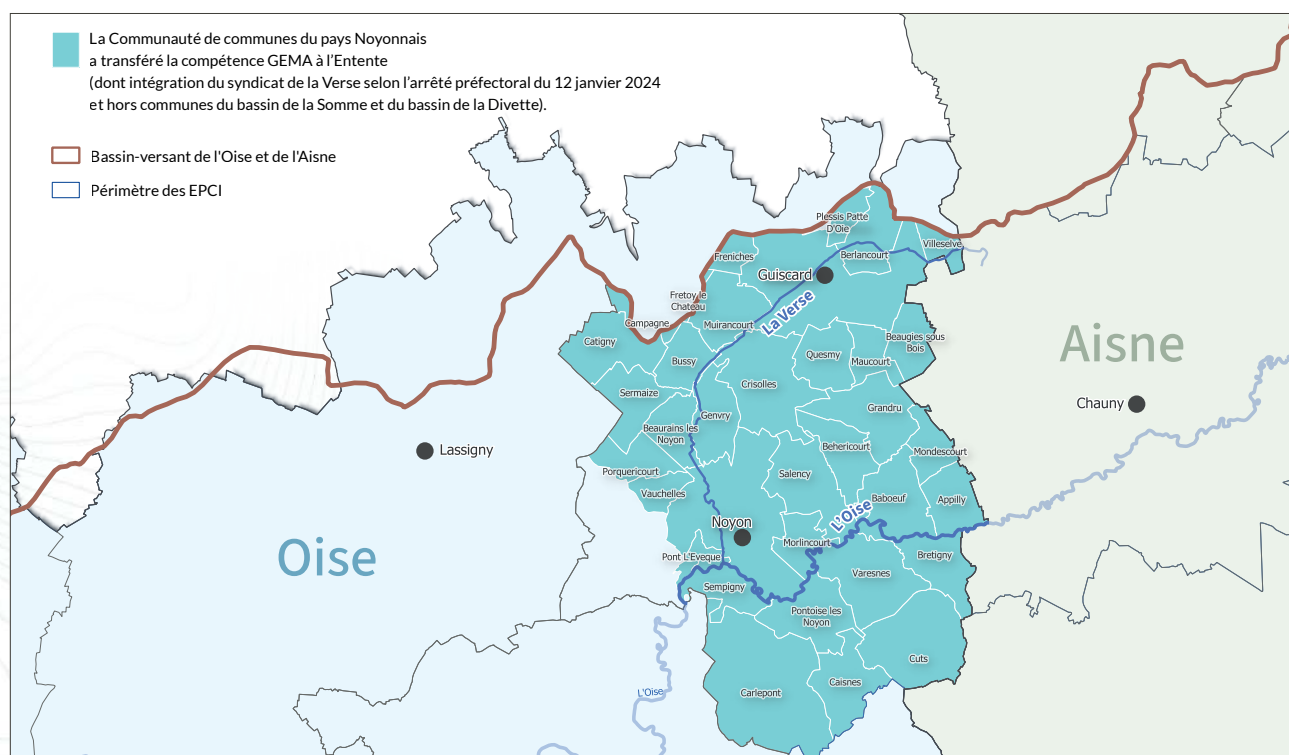 La Communauté de communes du pays Noyonnais
a transféré la compétence GEMA à l'Entente
(dont intégration du syndicat de la Verse selon l'arrêté préfectoral du 12 janvier 2024
et hors communes du bassin de la Somme et du bassin de la Divette).
Bassin-versant de l'Oise et de l'Aisne
Périmètre des EPCI
Plessis Patte
D'Oie
Villeselve
Freniches
Berlancourt
Guiscard
Fretoy le
Chateau
La Verse
Campagne
Muirancourt
Catigny
Beaugies sous
Bois
Aisne
Bussy
Quesmy
Maucourt
Crisolles
Sermaize
Chauny
Genvry
Grandru
Beaurains les
Noyon
Lassigny
Behericourt
Mondescourt
Porquericourt
Salency
Vauchelles
Baboeuf
Appilly
L'Oise
Noyon
Oise
Morlincourt
Pont L'Eveque
Bretigny
Sempigny
Varesnes
Pontoise les
Noyon
Cuts
Caisnes
L'Oise
Carlepont